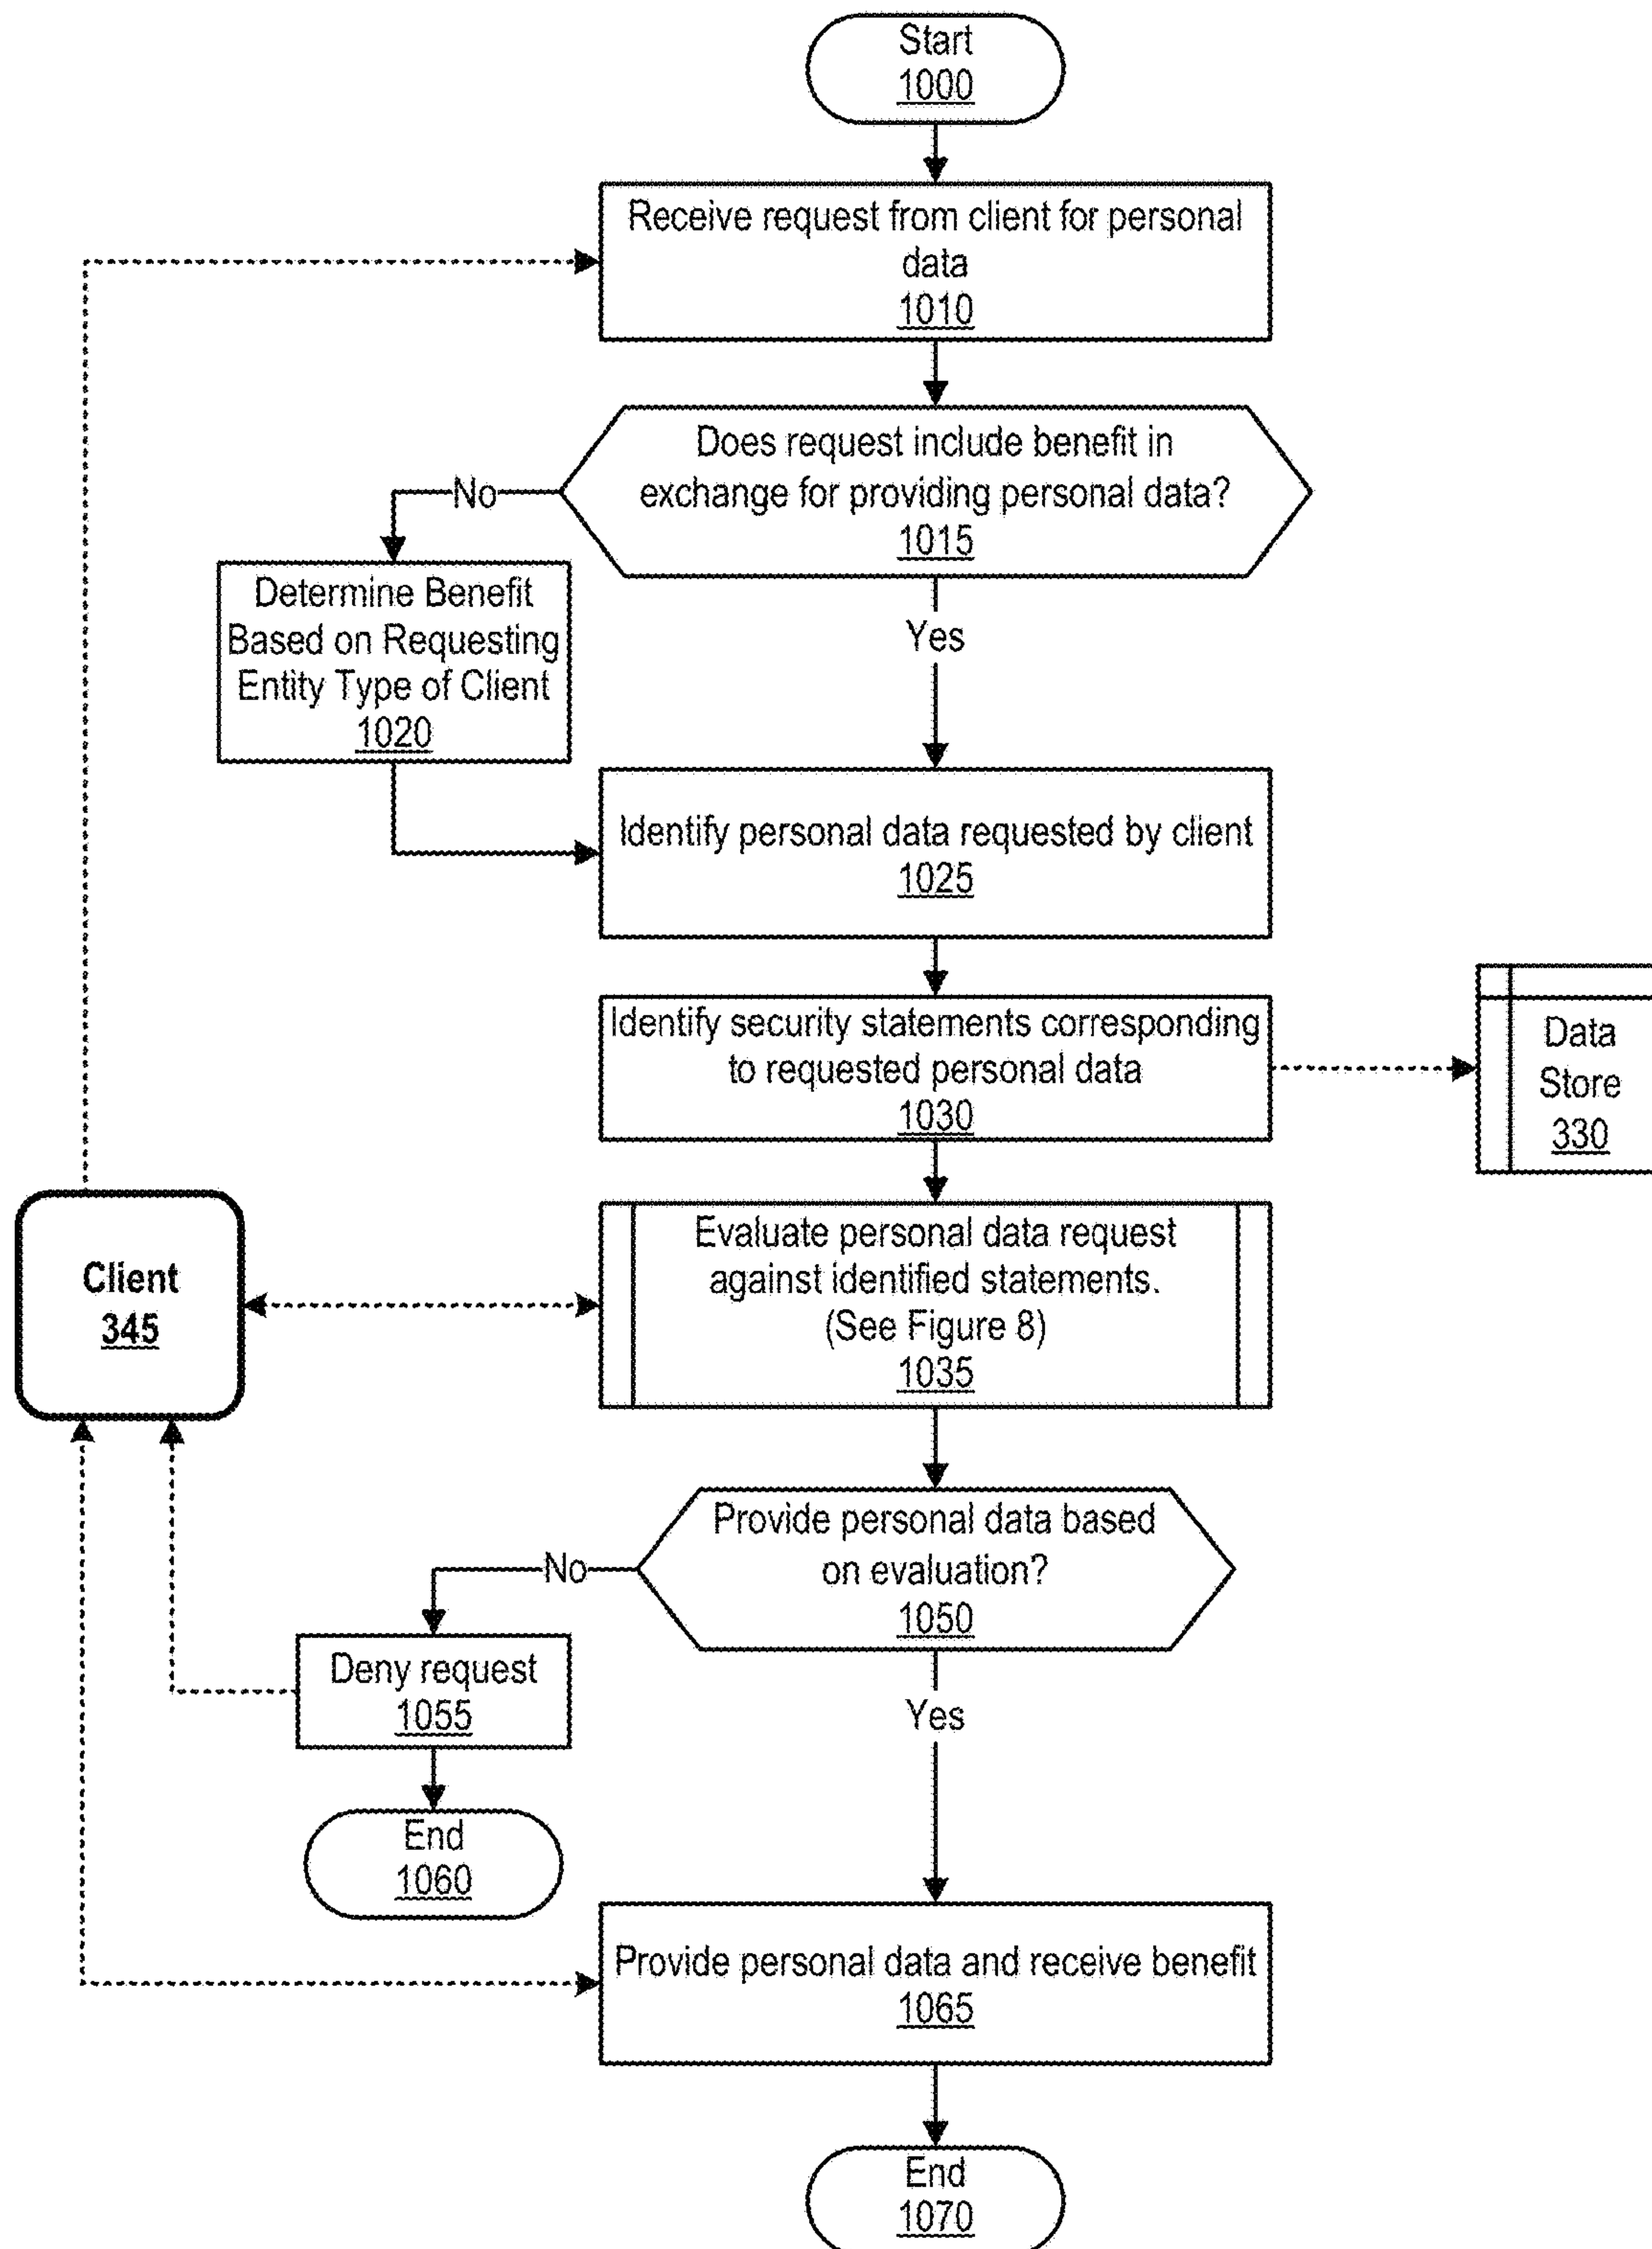 Start
1000
Receive request from client for personal
data
1010
Does request include benefit in
exchange for providing personal data?
1015
No
Yes
Determine Benefit
Based on Requesting
Entity Type of Client
1020
Identify personal data requested by client
1025
Identify security statements corresponding
to requested personal data
1030
Data
Store
330
Client
345
Evaluate personal data request
against identified statements.
(See Figure 8)
1035
Provide personal data based
on evaluation?
1050
No
Yes
Deny request
1055
End
1060
Provide personal data and receive benefit
1065
End
1070